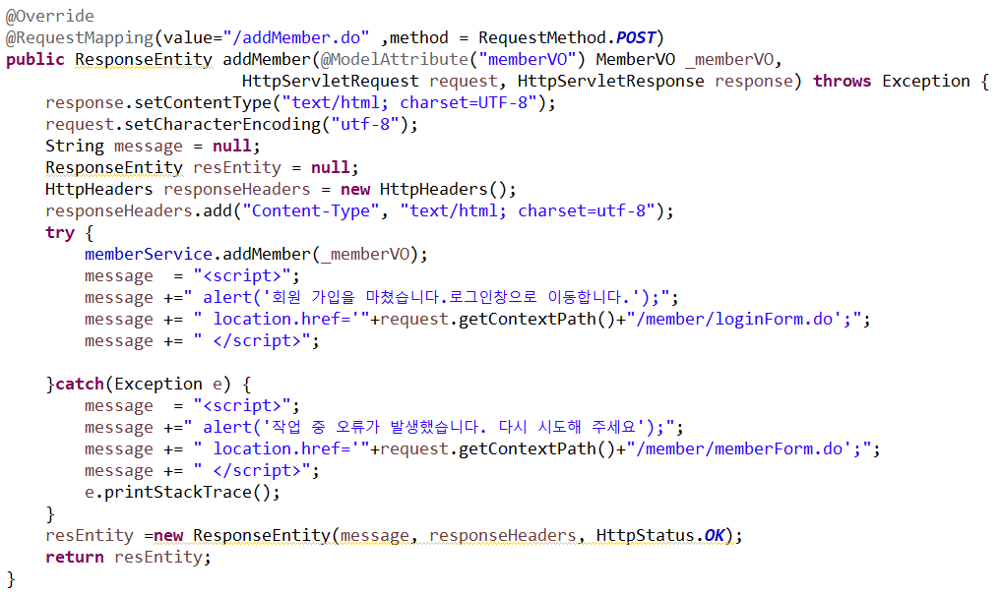 @Override
@RequestMapping(value="/addMember.do" ,method = RequestMethod.POST)
public ResponseEntity addMember(@ModelAttribute("memberVO") MemberVO _memberVO,
                        HttpServletRequest request, HttpServletResponse response) throws Exception {
    response.setContentType("text/html; charset=UTF-8");
    request.setCharacterEncoding("utf-8");
    String message = null;
    ResponseEntity resEntity = null;
    HttpHeaders responseHeaders = new HttpHeaders();
    responseHeaders.add("Content-Type", "text/html; charset=utf-8");
    try {
        memberService.addMember(_memberVO);
        message  = "<script>";
        message +=" alert('회원 가입을 마쳤습니다.로그인창으로 이동합니다.');";
        message += " location.href='"+request.getContextPath()+"/member/loginForm.do';";
        message += " </script>";

    }catch(Exception e) {
        message  = "<script>";
        message +=" alert('작업 중 오류가 발생했습니다. 다시 시도해 주세요');";
        message += " location.href='"+request.getContextPath()+"/member/memberForm.do';";
        message += " </script>";
        e.printStackTrace();
    }
    resEntity =new ResponseEntity(message, responseHeaders, HttpStatus.OK);
    return resEntity;
}